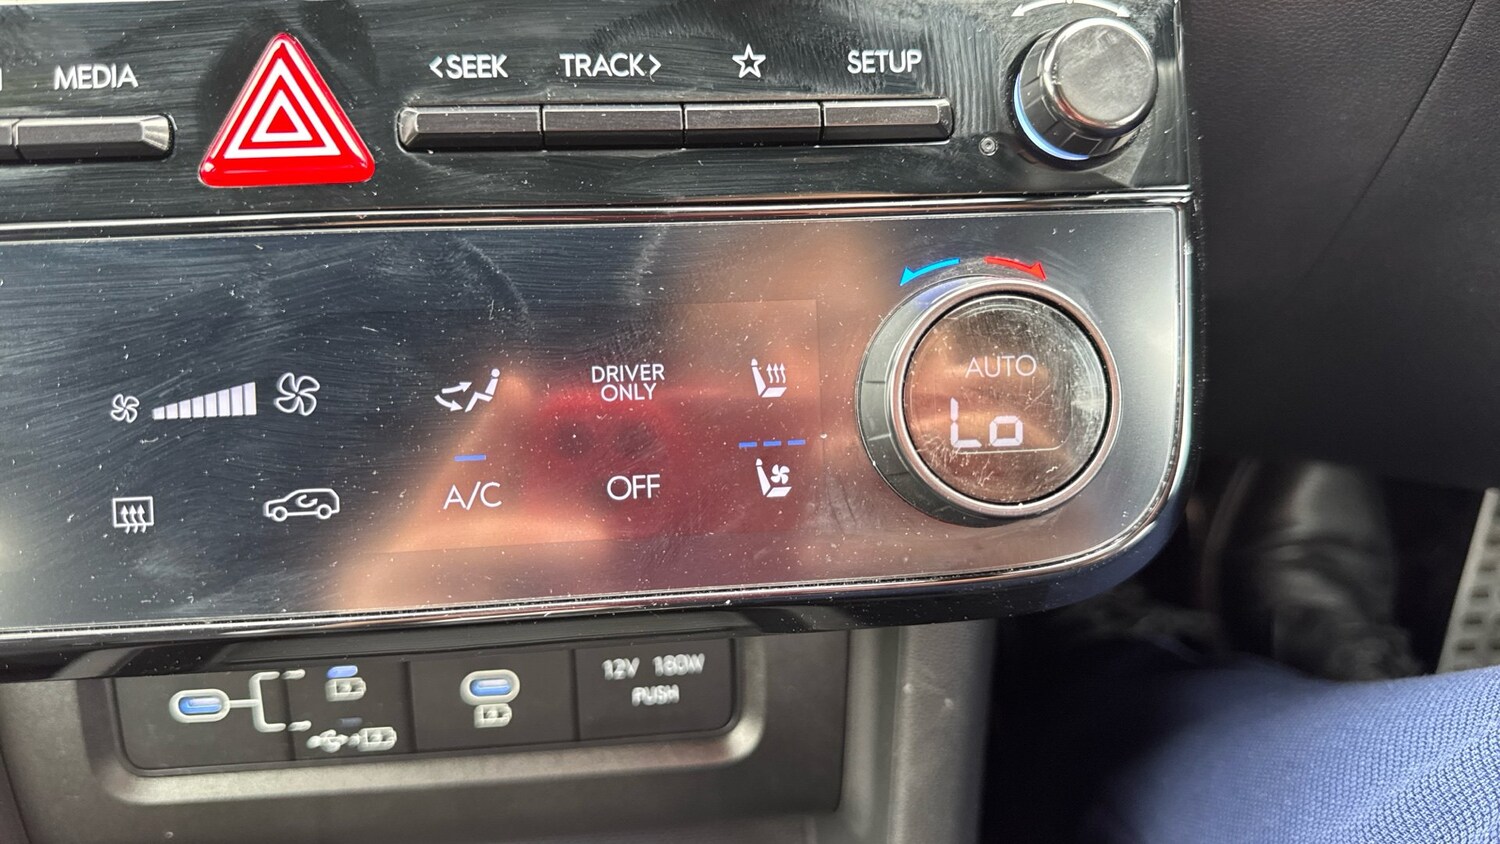 MEDIA
<SEEK
TRACK>
SETUP
DRIVER
ONLY
AUTO
Lo
A/C
OFF
12V 180W
PUSH